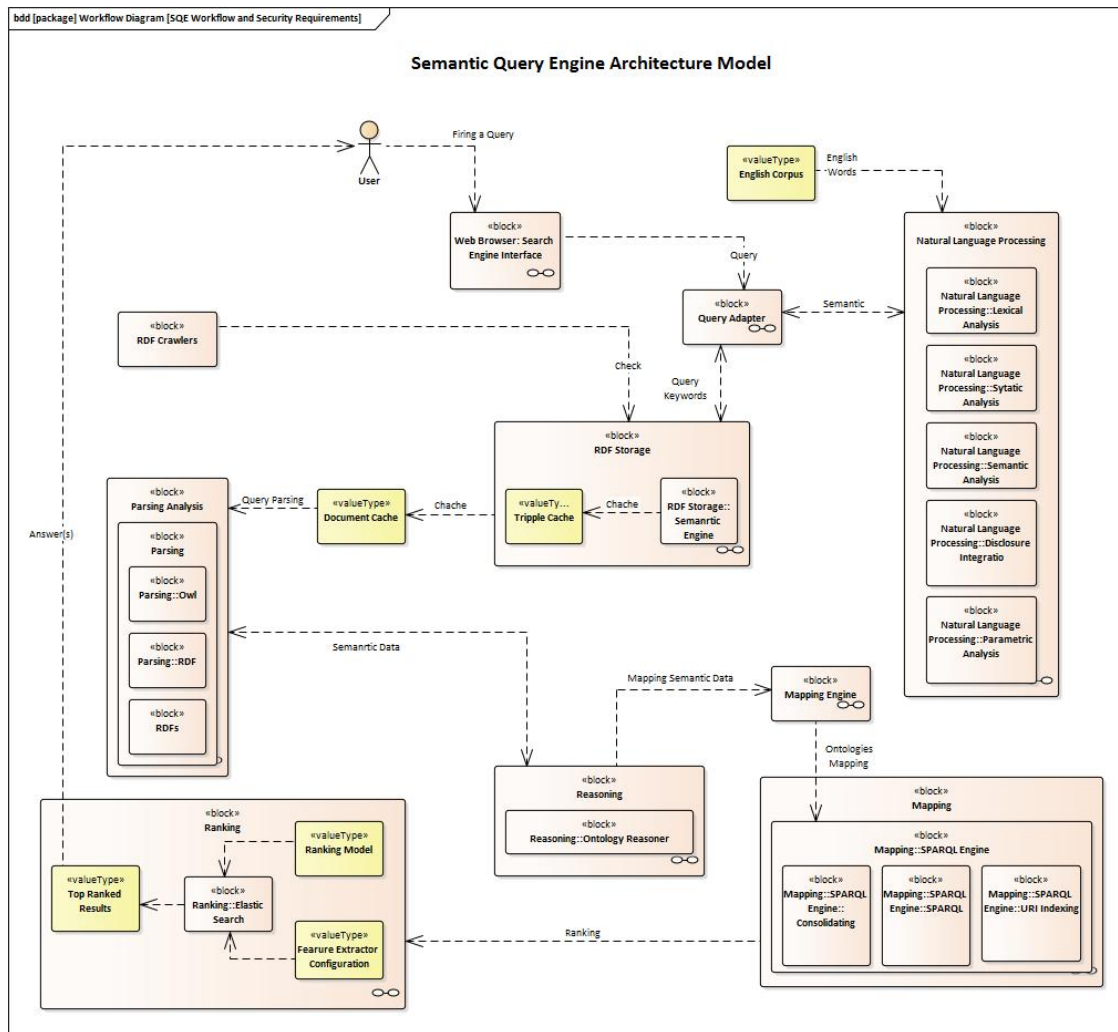 bdd [package] Workflow Diagram [SQE Workflow and Security Requirements]
Semantic Query Engine Architecture Model
Firing a Query
User
«valueType»
English Corpus
English
Words
«block»
Web Browser: Search
Engine Interface
Query
«block»
Query Adapter
Semantic
«block»
Natural Language Processing
«block»
Natural Language
Processing::Lexical
Analysis
«block»
Natural Language
Processing::Sytatic
Analysis
«block»
Natural Language
Processing::Semantic
Analysis
«block»
Natural Language
Processing::Disclosure
Integratio
«block»
Natural Language
Processing::Parametric
Analysis
«block»
RDF Crawlers
Check
Query
Keywords
«block»
RDF Storage
«valueTy...
Tripple Cache
Chache
«block»
RDF Storage::
Semanrtic
Engine
Chache
«valueType»
Document Cache
Query Parsing
«block»
Parsing Analysis
«block»
Parsing
«block»
Parsing::Owl
«block»
Parsing::RDF
«block»
RDFs
Answer(s)
Semanrtic Data
Mapping Semantic Data
«block»
Mapping Engine
Ontologies
Mapping
«block»
Reasoning
«block»
Reasoning::Ontology Reasoner
«block»
Mapping
«block»
Mapping::SPARQL Engine
«block»
Mapping::SPARQL
Engine::
Consolidating
«block»
Mapping::SPARQL
Engine::SPARQL
«block»
Mapping::SPARQL
Engine::URI Indexing
Ranking
«block»
Ranking
«valueType»
Ranking Model
«valueType»
Top Ranked
Results
«block»
Ranking::Elastic
Search
«valueType»
Fearure Extractor
Configuration